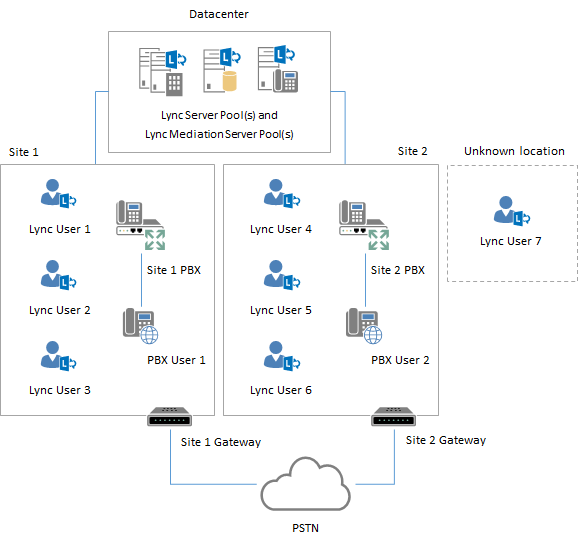 Datacenter
Lync Server Pool(s) and
Lync Mediation Server Pool(s)
Site 1
Site 2
Unknown location
Lync User 1
Site 1 PBX
Lync User 2
PBX User 1
Lync User 3
Lync User 4
Site 2 PBX
Lync User 5
PBX User 2
Lync User 6
Lync User 7
Site 1 Gateway
Site 2 Gateway
PSTN